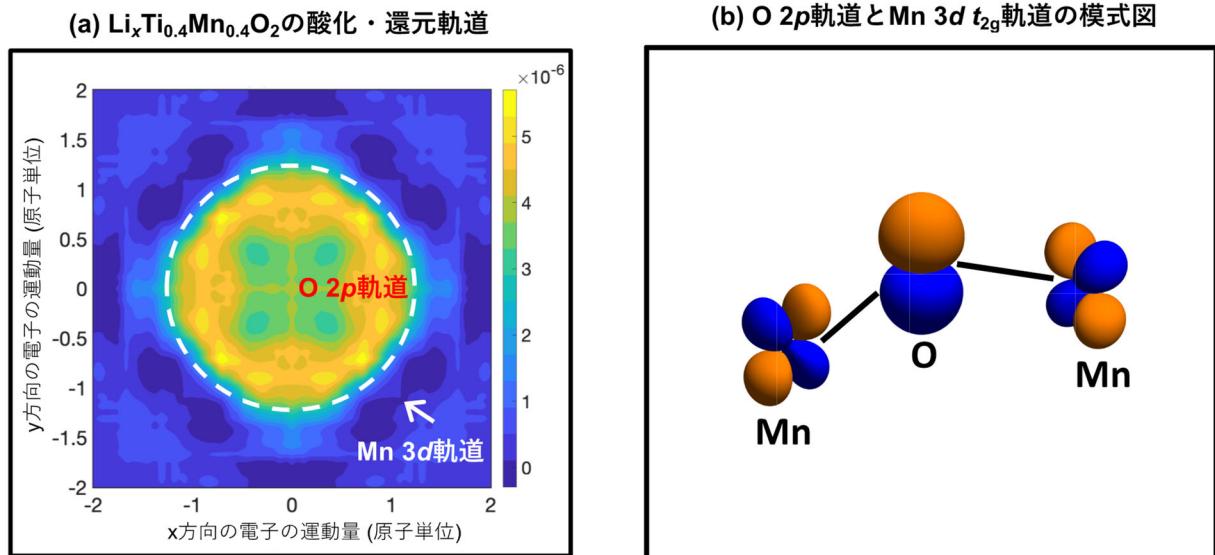 (a) LiₓTi₀.₄Mn₀.₄O₂の酸化・還元軌道
×10⁻⁶
2
1.5
1
0.5
0
-0.5
-1
-1.5
-2
y方向の電子の運動量 (原子単位)
-2
-1
0
1
2
x方向の電子の運動量 (原子単位)
O 2p軌道
Mn 3d軌道
5
4
3
2
1
0
(b) O 2p軌道とMn 3d t₂g軌道の模式図
O
Mn
Mn